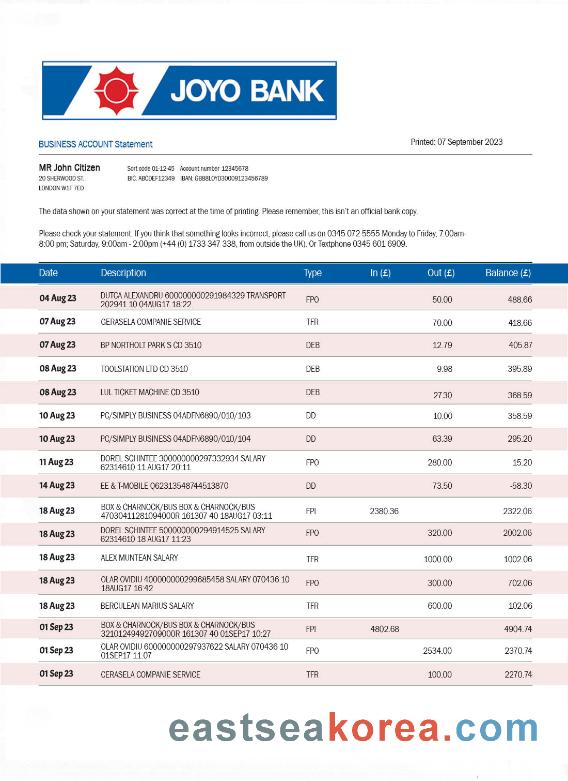 JOYO BANK
BUSINESS ACCOUNT Statement
Printed: 07 September 2023
MR John Citizen
Sort code 01-12-45 Account number 12345678
20 SHERWOOD ST.
BIC: ABCDEF12349 IBAN: GB88LOYD30009123456789
LONDON W1F 7ED
The data shown on your statement was correct at the time of printing. Please remember, this isn't an official bank copy.
Please check your statement. If you think that something looks incorrect, please call us on 0345 072 5555 Monday to Friday, 7:00am-
8:00 pm; Saturday, 9:00am - 2:00pm (+44 (0) 1733 347 338, from outside the UK). Or Textphone 0345 601 6909.
Date Description Type In (£) Out (£) Balance (£)
04 Aug 23 DUTCA ALEXANDRU 600000000291984329 TRANSPORT FPO 50.00 488.66
202941 10 04AUG17 18:22
07 Aug 23 CERASELA COMPANIE SERVICE TFR 70.00 418.66
07 Aug 23 BP NORTHOLT PARK S CD 3510 DEB 12.79 405.87
08 Aug 23 TOOLSTATION LTD CD 3510 DEB 9.98 395.89
08 Aug 23 LUL TICKET MACHINE CD 3510 DEB 27.30 368.59
10 Aug 23 PC/SIMPLY BUSINESS 04ADFN6890/010/103 DD 10.00 358.59
10 Aug 23 PC/SIMPLY BUSINESS 04ADFN6890/010/104 DD 63.39 295.20
11 Aug 23 DOREL SCHINTEE 300000000297332934 SALARY FPO 280.00 15.20
62314610 11 AUG17 20:11
14 Aug 23 EE & T-MOBILE Q62313548744513870 DD 73.50 -58.30
18 Aug 23 BOX & CHARNOCK/BUS BOX & CHARNOCK/BUS FPI 2380.36 2322.06
47030411281094000R 161307 40 18AUG17 03:11
18 Aug 23 DOREL SCHINTEE 500000000294914525 SALARY FPO 320.00 2002.06
62314610 18 AUG17 11:23
18 Aug 23 ALEX MUNTEAN SALARY TFR 1000.00 1002.06
18 Aug 23 OLAR OVIDIU 400000000299685458 SALARY 070436 10 FPO 300.00 702.06
18AUG17 16:42
18 Aug 23 BERCULEAN MARIUS SALARY TFR 600.00 102.06
01 Sep 23 BOX & CHARNOCK/BUS BOX & CHARNOCK/BUS FPI 4802.68 4904.74
32101249492709000R 161307 40 01SEP17 10:27
01 Sep 23 OLAR OVIDIU 600000000297937622 SALARY 070436 10 FPO 2534.00 2370.74
01SEP17 11:07
01 Sep 23 CERASELA COMPANIE SERVICE TFR 100.00 2270.74
eastseakorea.com